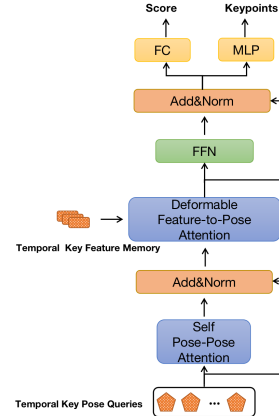 Score
Keypoints
FC
MLP
Add&Norm
FFN
Deformable
Feature-to-Pose
Attention
Temporal Key Feature Memory
Add&Norm
Self
Pose-Pose
Attention
Temporal Key Pose Queries
...